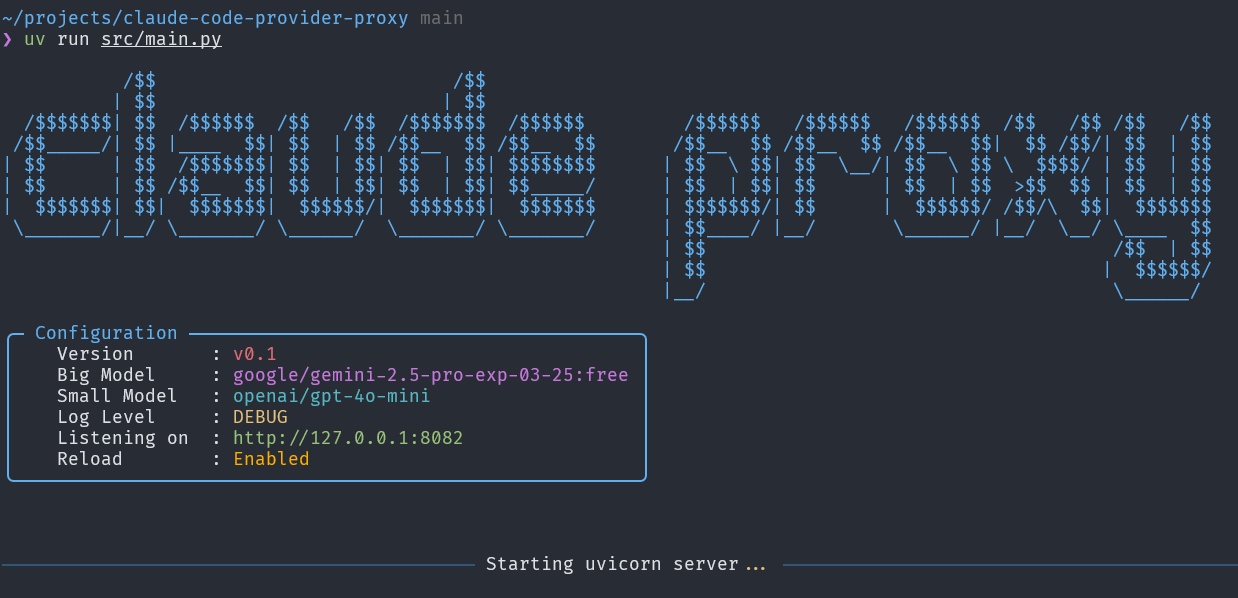 ~/projects/claude-code-provider-proxy main
❯ uv run src/main.py
claude proxy
Configuration
Version : v0.1
Big Model : google/gemini-2.5-pro-exp-03-25:free
Small Model : openai/gpt-4o-mini
Log Level : DEBUG
Listening on : http://127.0.0.1:8082
Reload : Enabled
Starting uvicorn server...